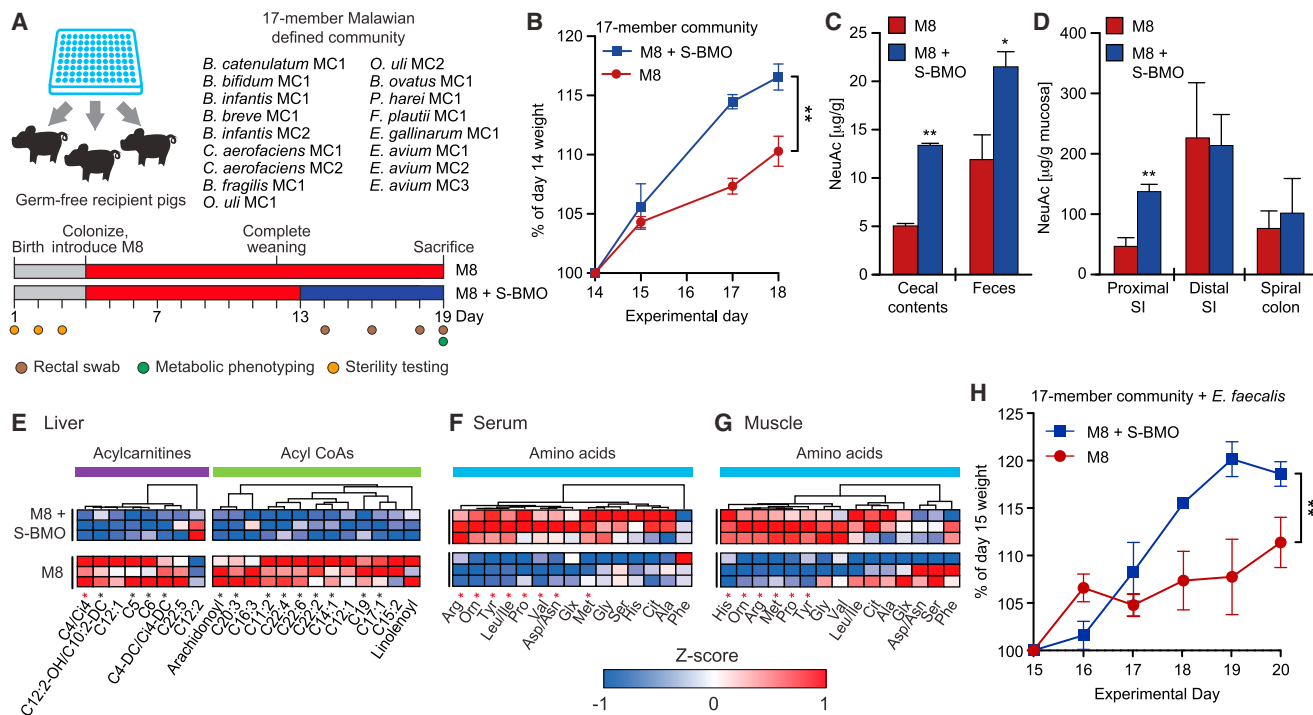 A
17-member Malawian
defined community
B. catenulatum MC1
B. bifidum MC1
B. infantis MC1
B. breve MC1
B. infantis MC2
C. aerofaciens MC1
C. aerofaciens MC2
B. fragilis MC1
O. uli MC1
O. uli MC2
B. ovatus MC1
P. harei MC1
F. plautii MC1
E. gallinarum MC1
E. avium MC1
E. avium MC2
E. avium MC3
Germ-free recipient pigs
Colonize,
Birth introduce M8
Complete
weaning
Sacrifice
M8
M8 + S-BMO
1 7 13 19 Day
Rectal swab
Metabolic phenotyping
Sterility testing
B
17-member community
M8 + S-BMO
M8
**
% of day 14 weight
120
115
110
105
100
14 15 16 17 18
Experimental day
C
M8
M8 +
S-BMO
NeuAc [µg/g]
25
20
15
10
5
0
**
*
Cecal
contents
Feces
D
M8
M8 +
S-BMO
NeuAc [µg/g mucosa]
400
300
200
100
0
**
Proximal
SI
Distal
SI
Spiral
colon
E Liver
Acylcarnitines
Acyl CoAs
M8 +
S-BMO
M8
C4/Ci4*
C12:2-OH/C10:2-DC*
C12:1
C5*
C6*
C4-DC/Ci4-DC*
C22:5
C12:2
Arachidonoyl*
C20:3*
C16:3
C11:2*
C22:4*
C22:6*
C22:2*
C14:1*
C12:1
C19*
C17:1*
C15:2
Linolenoyl
F Serum
Amino acids
Arg*
Orn*
Tyr*
Leu/Ile*
Pro*
Val*
Asp/Asn*
Glx
Met*
Gly
Ser
His
Cit
Ala
Phe
G Muscle
Amino acids
His*
Orn*
Arg*
Met*
Pro*
Tyr*
Gly
Val
Leu/Ile
Cit
Ala
Glx
Asp/Asn
Ser
Phe
Z-score
-1 0 1
H
17-member community + E. faecalis
M8 + S-BMO
M8
**
% of day 15 weight
125
120
115
110
105
100
15 16 17 18 19 20
Experimental Day